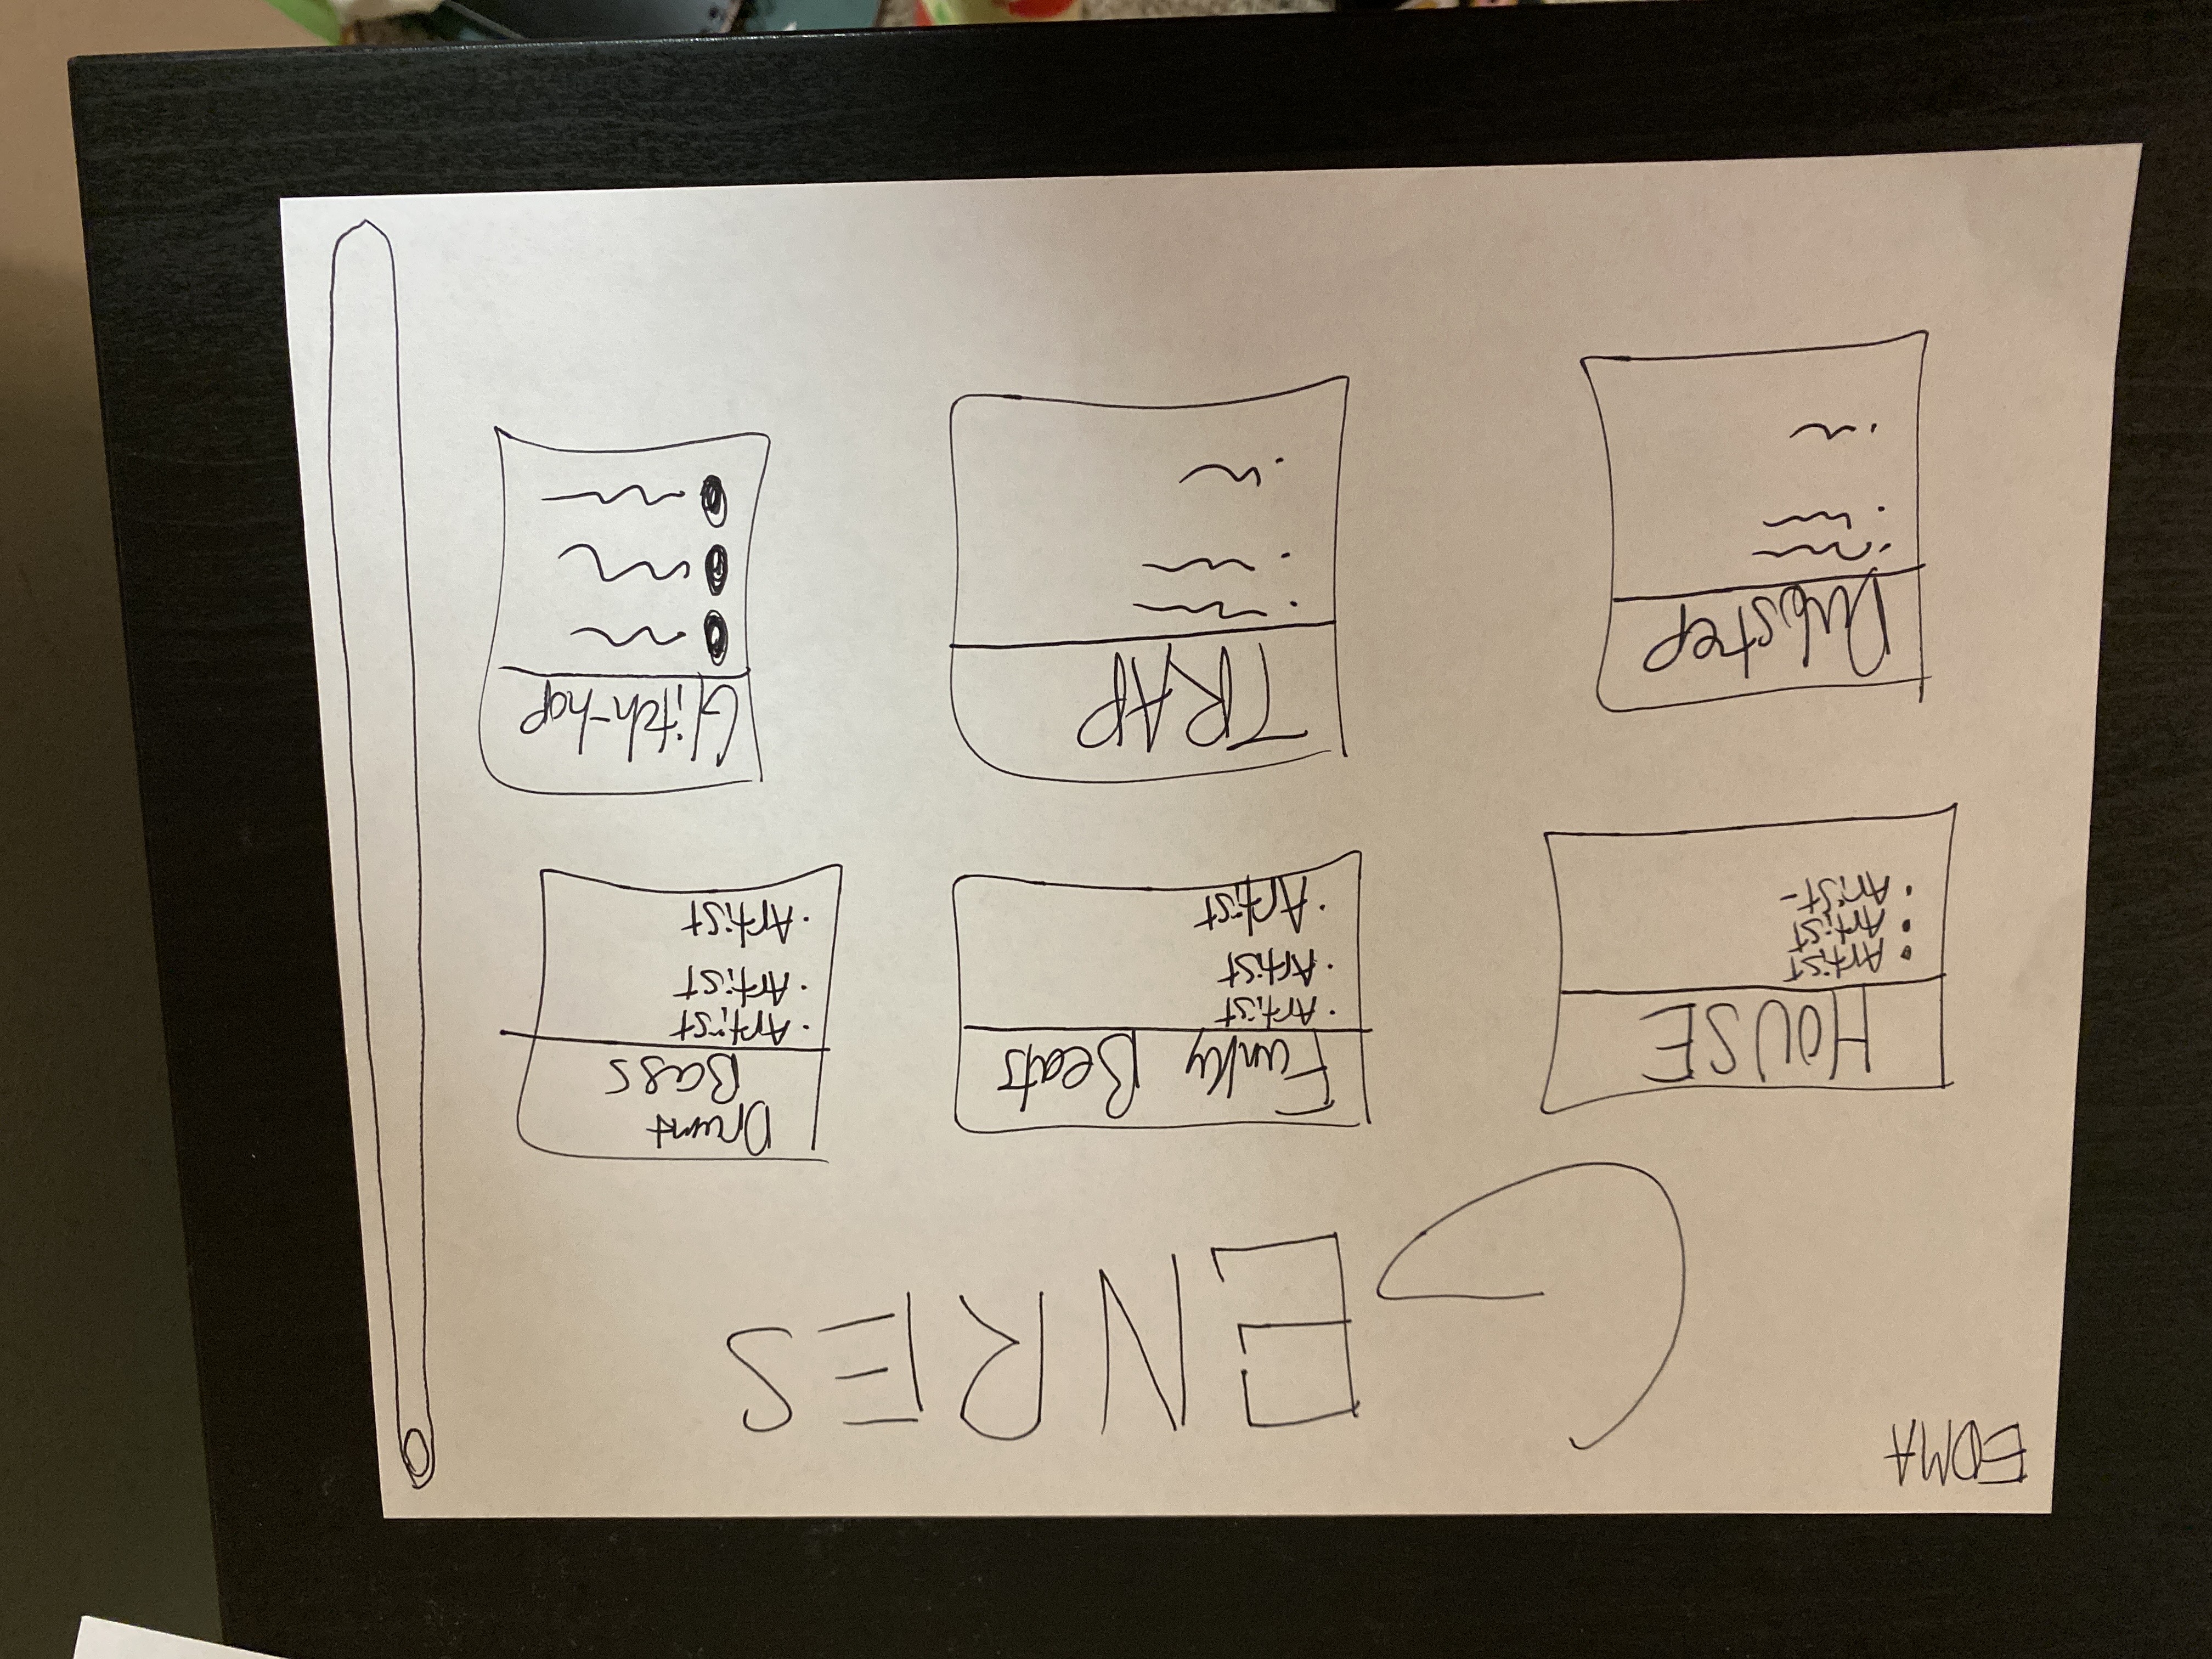 EDMA
GENRES
HOUSE
• Artist
• Artist
• Arist-
Funky Beats
• Artist
• Artist
• Artist
Drum+
Bass
• Artist
• Artist
• Artist
Dubstep
TRAP
Glitch-hop